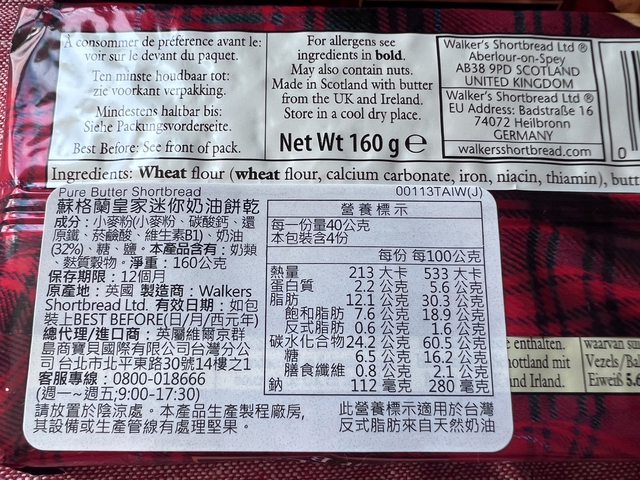 À consommer de préférence avant le:
voir sur le devant du paquet.
Ten minste houdbaar tot:
zie voorkant verpakking.
Mindestens haltbar bis:
Siehe Packungsvorderseite.
Best Before: See front of pack.
For allergens see
ingredients in bold.
May also contain nuts.
Made in Scotland with butter
from the UK and Ireland.
Store in a cool dry place.
Net Wt 160 g e
Walker's Shortbread Ltd ®
Aberlour-on-Spey
AB38 9PD SCOTLAND
UNITED KINGDOM
Walker's Shortbread Ltd ®
EU Address: Badstraße 16
74072 Heilbronn
GERMANY
walkersshortbread.com
0
Ingredients: Wheat flour (wheat flour, calcium carbonate, iron, niacin, thiamin), butt
Pure Butter Shortbread 00113TAIW(J)
蘇格蘭皇家迷你奶油餅乾
成分：小麥粉(小麥粉、碳酸鈣、還
原鐵、菸鹼酸、維生素B1)、奶油
(32%)、糖、鹽。本產品含有：奶類
、麩質穀物。淨重：160公克
保存期限：12個月
原產地：英國 製造商：Walkers
Shortbread Ltd. 有效日期：如包
裝上BEST BEFORE(日/月/西元年)
總代理/進口商：英屬維爾京群
島商寶貝國際有限公司台灣分公
司 台北市北平東路30號14樓之1
客服專線：0800-018666
(週一~週五;9:00-17:30)
請放置於陰涼處。本產品生產製程廠房,
其設備或生產管線有處理堅果。
營養標示
每一份量40公克
本包裝含4份
每份 每100公克
熱量 213 大卡 533 大卡
蛋白質 2.2 公克 5.6 公克
脂肪 12.1 公克 30.3 公克
飽和脂肪 7.6 公克 18.9 公克
反式脂肪 0.6 公克 1.6 公克
碳水化合物 24.2 公克 60.5 公克
糖 6.5 公克 16.2 公克
膳食纖維 0.8 公克 2.1 公克
鈉 112 毫克 280 毫克
此營養標示適用於台灣
反式脂肪來自天然奶油
enthalten.
hottland mit
nd Irland.
waarvan sui
Vezels/Bal
Eiweiß 5.